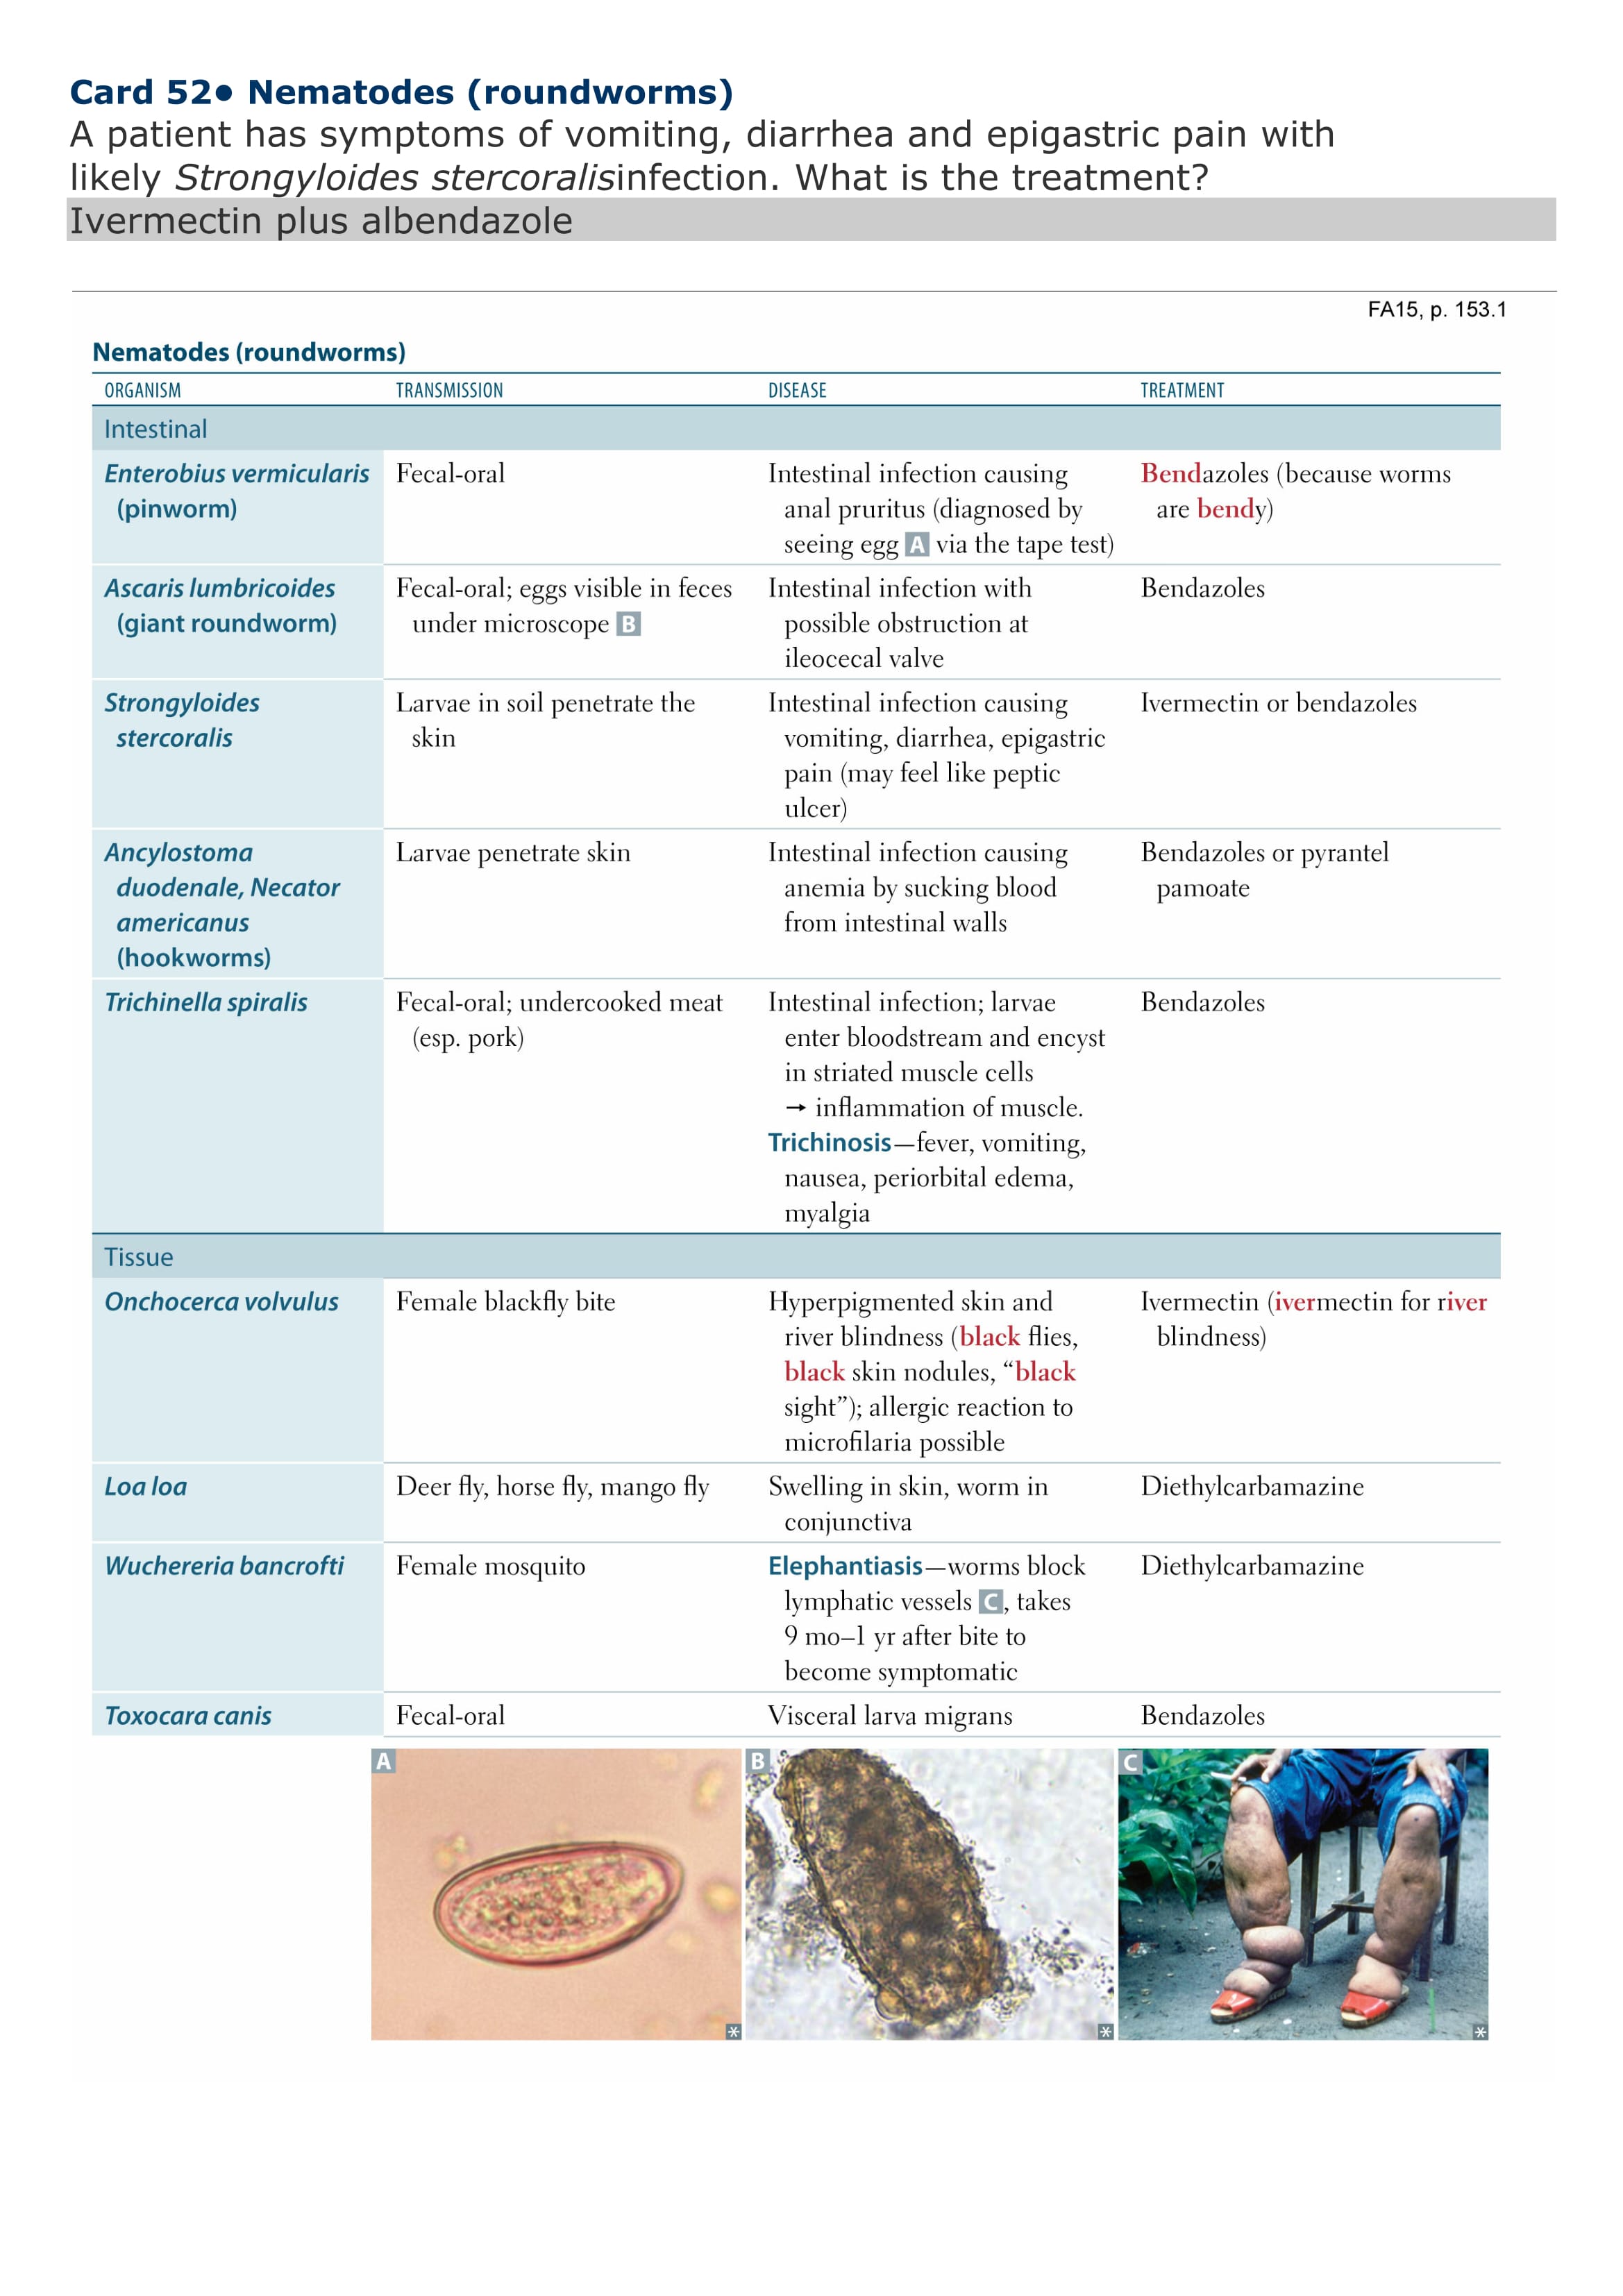 Card 52● Nematodes (roundworms)
A patient has symptoms of vomiting, diarrhea and epigastric pain with
likely Strongyloides stercoralisinfection. What is the treatment?
Ivermectin plus albendazole
FA15, p. 153.1
Nematodes (roundworms)
ORGANISM TRANSMISSION DISEASE TREATMENT
Intestinal
Enterobius vermicularis
(pinworm)
Fecal-oral
Intestinal infection causing
anal pruritus (diagnosed by
seeing egg A via the tape test)
Bendazoles (because worms
are bendy)
Ascaris lumbricoides
(giant roundworm)
Fecal-oral; eggs visible in feces
under microscope B
Intestinal infection with
possible obstruction at
ileocecal valve
Bendazoles
Strongyloides
stercoralis
Larvae in soil penetrate the
skin
Intestinal infection causing
vomiting, diarrhea, epigastric
pain (may feel like peptic
ulcer)
Ivermectin or bendazoles
Ancylostoma
duodenale, Necator
americanus
(hookworms)
Larvae penetrate skin
Intestinal infection causing
anemia by sucking blood
from intestinal walls
Bendazoles or pyrantel
pamoate
Trichinella spiralis
Fecal-oral; undercooked meat
(esp. pork)
Intestinal infection; larvae
enter bloodstream and encyst
in striated muscle cells
→ inflammation of muscle.
Trichinosis—fever, vomiting,
nausea, periorbital edema,
myalgia
Bendazoles
Tissue
Onchocerca volvulus
Female blackfly bite
Hyperpigmented skin and
river blindness (black flies,
black skin nodules, “black
sight”); allergic reaction to
microfilaria possible
Ivermectin (ivermectin for river
blindness)
Loa loa
Deer fly, horse fly, mango fly
Swelling in skin, worm in
conjunctiva
Diethylcarbamazine
Wuchereria bancrofti
Female mosquito
Elephantiasis—worms block
lymphatic vessels C, takes
9 mo–1 yr after bite to
become symptomatic
Diethylcarbamazine
Toxocara canis
Fecal-oral
Visceral larva migrans
Bendazoles
A
B
C